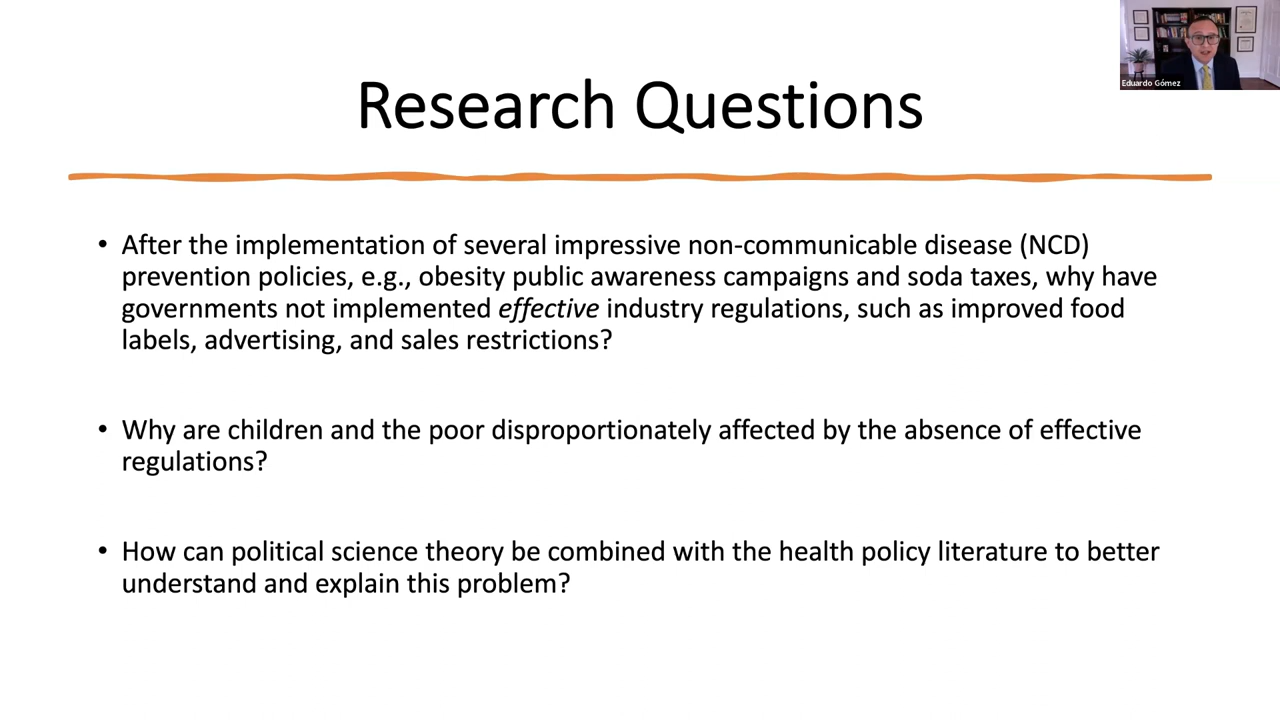 Eduardo Gómez
Research Questions
• After the implementation of several impressive non-communicable disease (NCD)
prevention policies, e.g., obesity public awareness campaigns and soda taxes, why have
governments not implemented effective industry regulations, such as improved food
labels, advertising, and sales restrictions?
• Why are children and the poor disproportionately affected by the absence of effective
regulations?
• How can political science theory be combined with the health policy literature to better
understand and explain this problem?